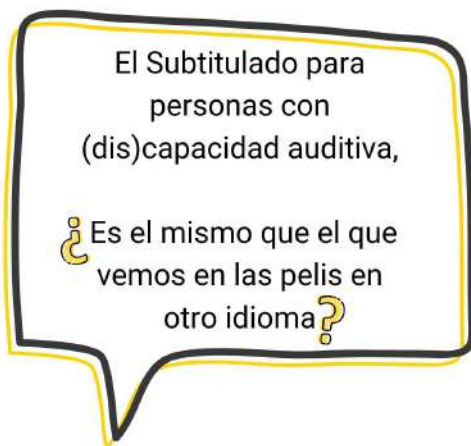 El Subtitulado para
personas con
(dis)capacidad auditiva,
¿Es el mismo que el que
vemos en las pelis en
otro idioma?